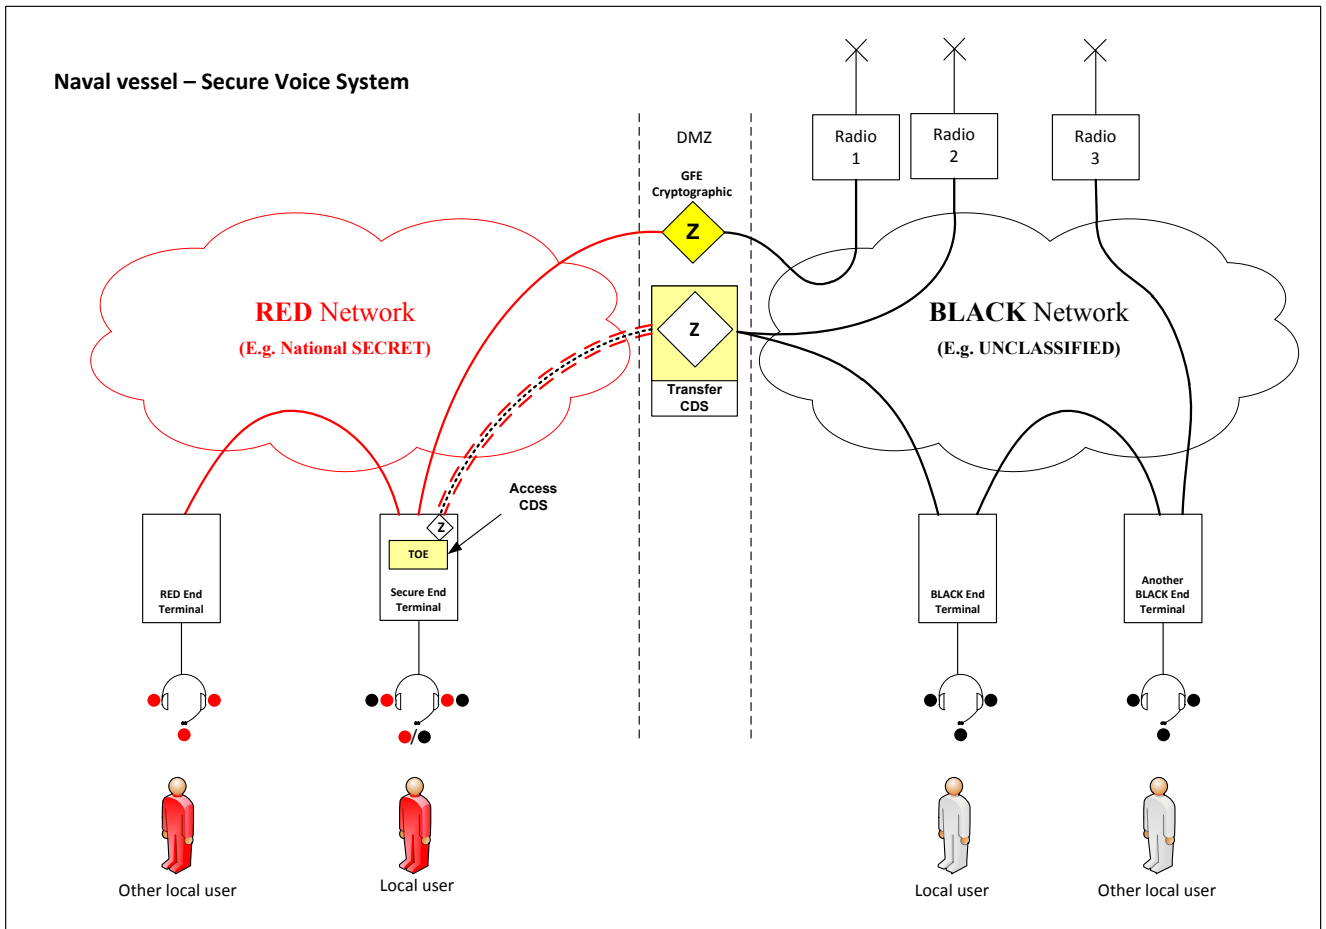 Naval vessel – Secure Voice System
DMZ
GFE
Cryptographic
Z
Radio
1
Radio
2
Radio
3
RED Network
(E.g. National SECRET)
Z
Transfer
CDS
BLACK Network
(E.g. UNCLASSIFIED)
Access
CDS
Z
TOE
RED End
Terminal
Secure End
Terminal
BLACK End
Terminal
Another
BLACK End
Terminal
/
Other local user
Local user
Local user
Other local user